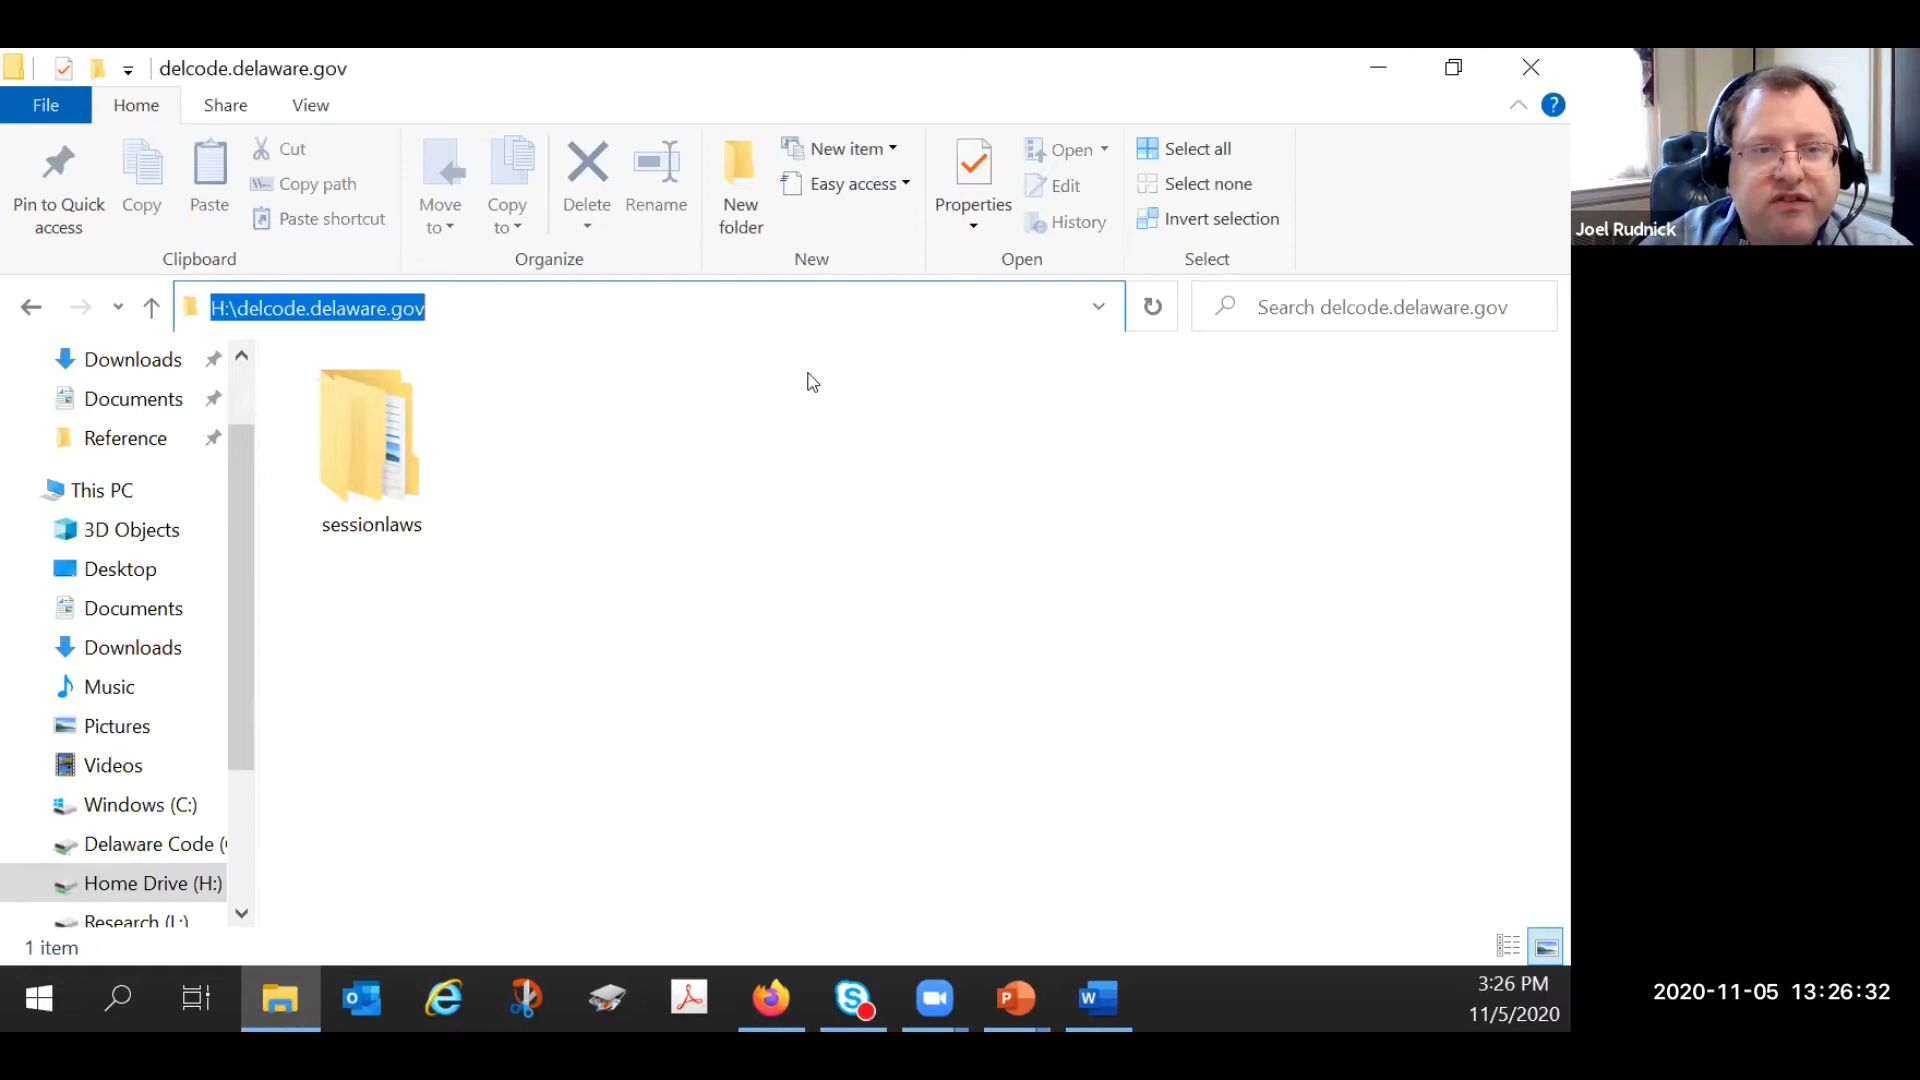 delcode.delaware.gov
File
Home
Share
View
Pin to Quick access
Copy
Paste
Cut
Copy path
Paste shortcut
Clipboard
Move to
Copy to
Delete
Rename
Organize
New folder
New item
Easy access
New
Properties
Open
Edit
History
Open
Select all
Select none
Invert selection
Select
Joel Rudnick
H:\delcode.delaware.gov
Search delcode.delaware.gov
Downloads
Documents
Reference
This PC
3D Objects
Desktop
Documents
Downloads
Music
Pictures
Videos
Windows (C:)
Delaware Code (
Home Drive (H:)
Research (L:)
sessionlaws
1 item
3:26 PM
11/5/2020
2020-11-05 13:26:32